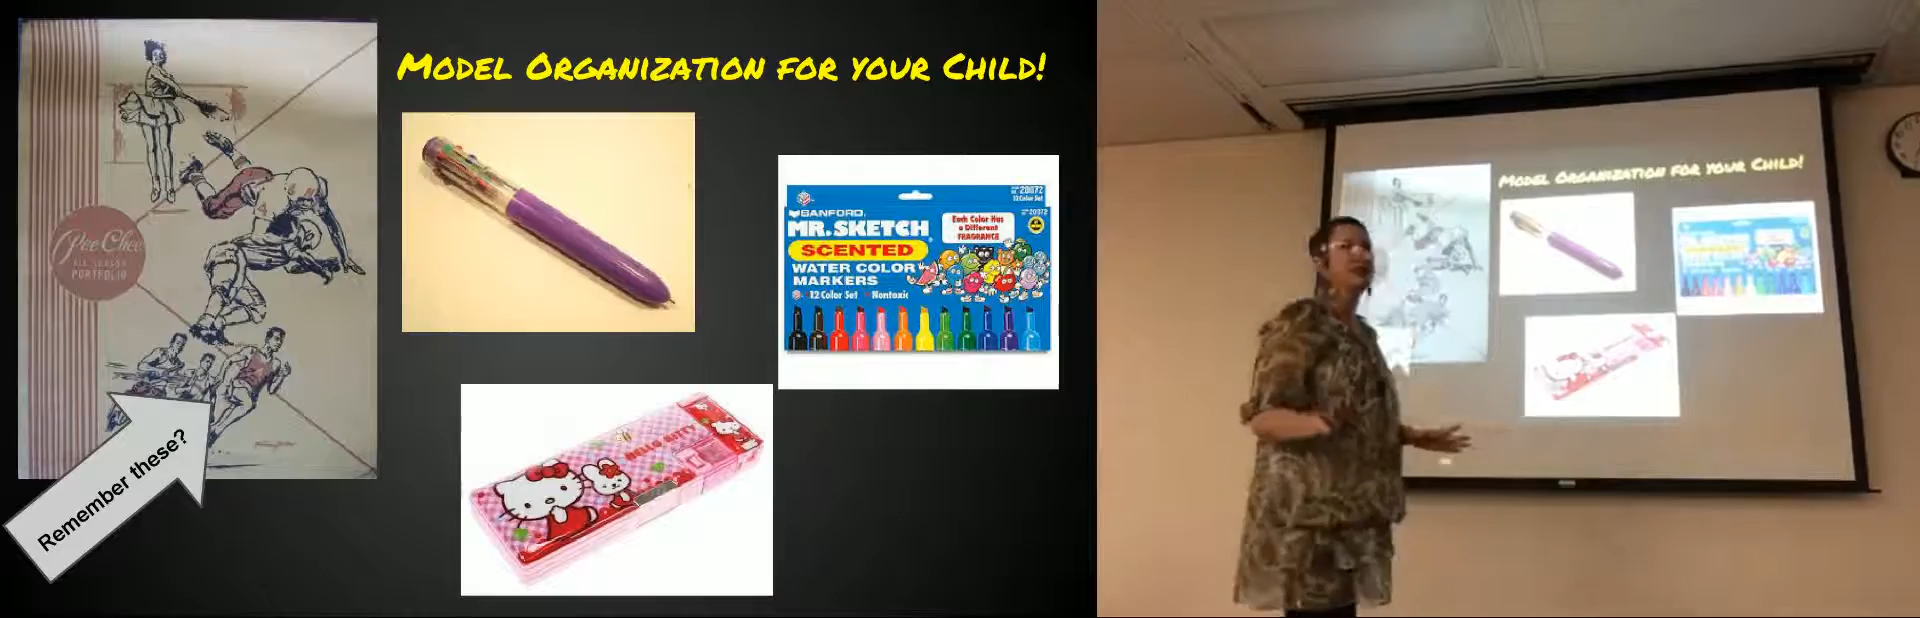 Model Organization for your Child!
Pee Chee
ALL SEASON
PORTFOLIO
Remember these?
20072
12 Color Set
20072
SANFORD.
MR. SKETCH
SCENTED
WATER COLOR
MARKERS
12 Color Set Nontoxic
Each Color Has
a Different
FRAGRANCE
HELLO KITTY
Model Organization for your Child!